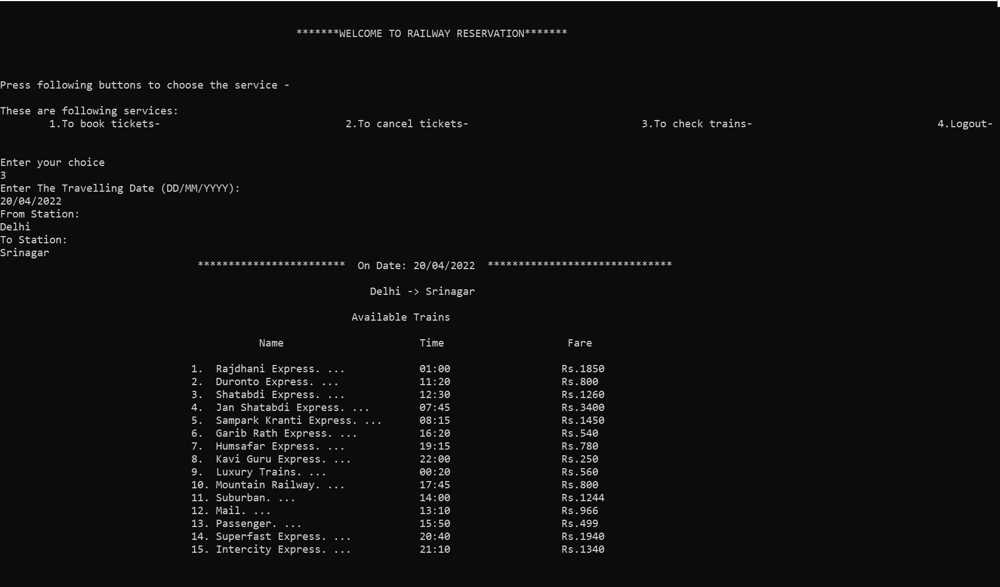 *******WELCOME TO RAILWAY RESERVATION*******
Press following buttons to choose the service -
These are following services:
1.To book tickets- 2.To cancel tickets- 3.To check trains- 4.Logout-
Enter your choice
3
Enter The Travelling Date (DD/MM/YYYY):
20/04/2022
From Station:
Delhi
To Station:
Srinagar
************************ On Date: 20/04/2022 ******************************
Delhi -> Srinagar
Available Trains
Name Time Fare
1. Rajdhani Express. ... 01:00 Rs.1850
2. Duronto Express. ... 11:20 Rs.800
3. Shatabdi Express. ... 12:30 Rs.1260
4. Jan Shatabdi Express. ... 07:45 Rs.3400
5. Sampark Kranti Express. ... 08:15 Rs.1450
6. Garib Rath Express. ... 16:20 Rs.540
7. Humsafar Express. ... 19:15 Rs.780
8. Kavi Guru Express. ... 22:00 Rs.250
9. Luxury Trains. ... 00:20 Rs.560
10. Mountain Railway. ... 17:45 Rs.800
11. Suburban. ... 14:00 Rs.1244
12. Mail. ... 13:10 Rs.966
13. Passenger. ... 15:50 Rs.499
14. Superfast Express. ... 20:40 Rs.1940
15. Intercity Express. ... 21:10 Rs.1340